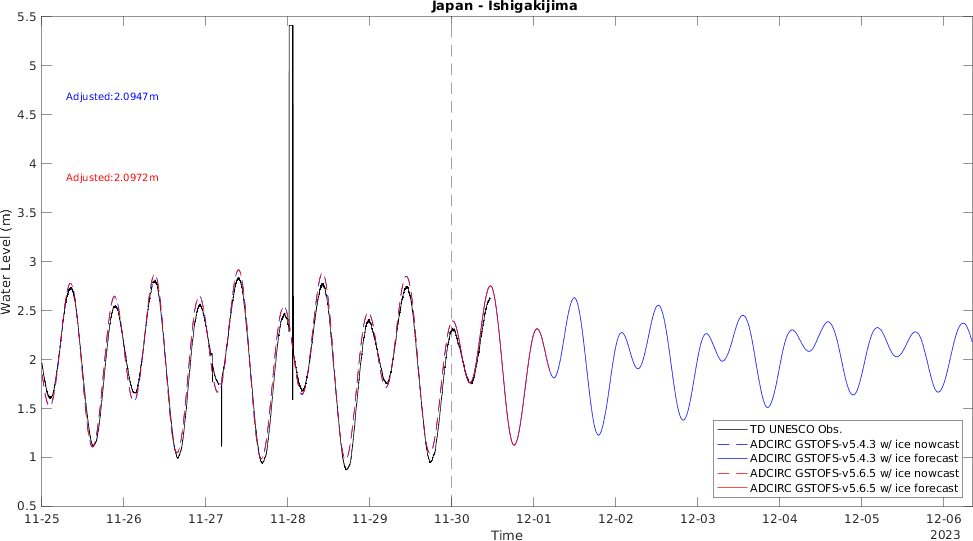 Japan - Ishigakijima
5.5
5
4.5
4
3.5
3
2.5
2
1.5
1
0.5
Water Level (m)
Adjusted:2.0947m
Adjusted:2.0972m
TD UNESCO Obs.
ADCIRC GSTOFS-v5.4.3 w/ ice nowcast
ADCIRC GSTOFS-v5.4.3 w/ ice forecast
ADCIRC GSTOFS-v5.6.5 w/ ice nowcast
ADCIRC GSTOFS-v5.6.5 w/ ice forecast
11-25 11-26 11-27 11-28 11-29 11-30 12-01 12-02 12-03 12-04 12-05 12-06
2023
Time